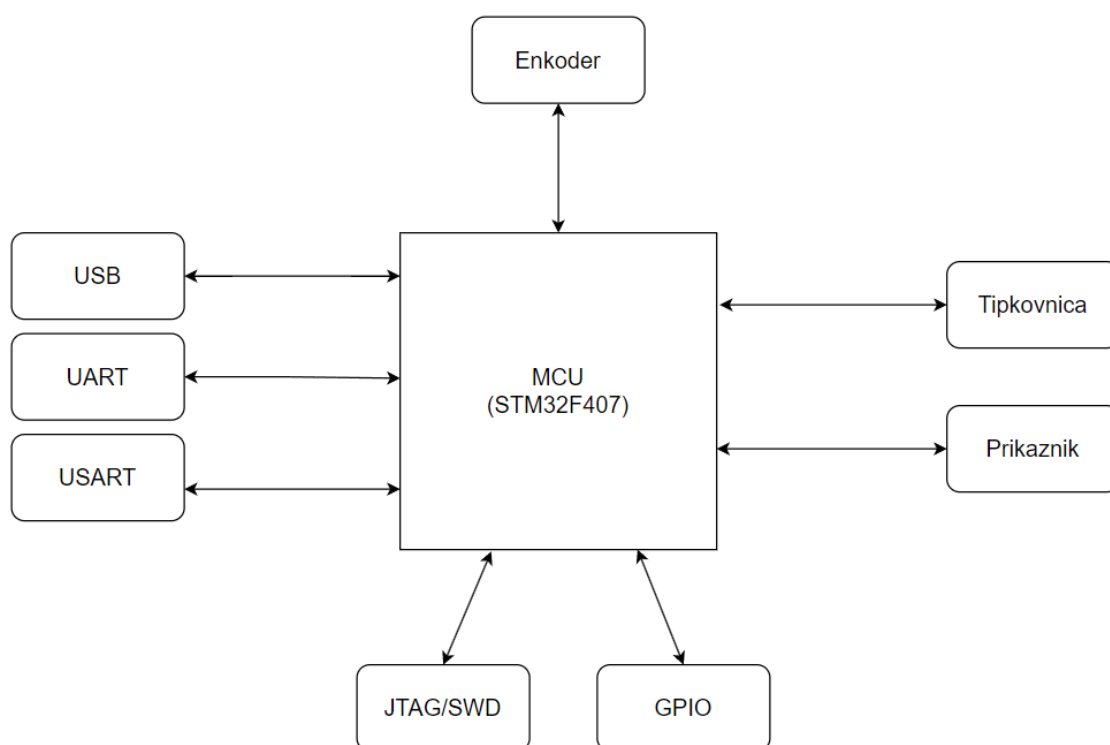 Enkoder
USB
UART
USART
MCU
(STM32F407)
Tipkovnica
Prikaznik
JTAG/SWD
GPIO